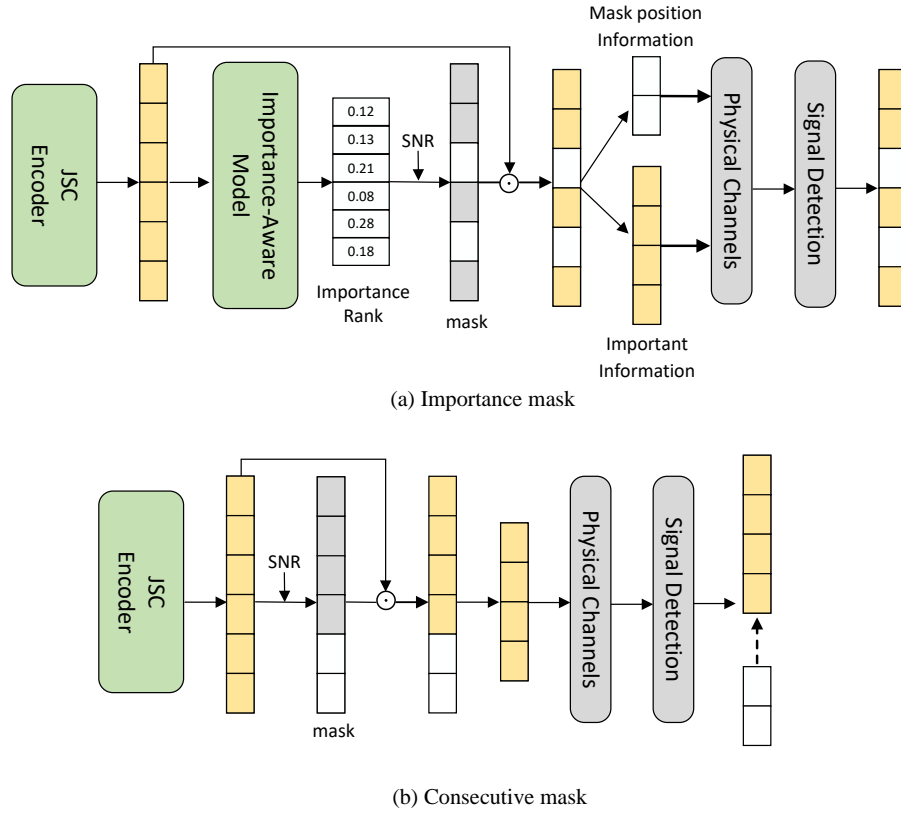 Mask position
Information
JSC
Encoder
Importance-Aware
Model
0.12
0.13
0.21
0.08
0.28
0.18
Importance
Rank
SNR
mask
Important
Information
Physical Channels
Signal Detection
(a) Importance mask
JSC
Encoder
SNR
mask
Physical Channels
Signal Detection
(b) Consecutive mask